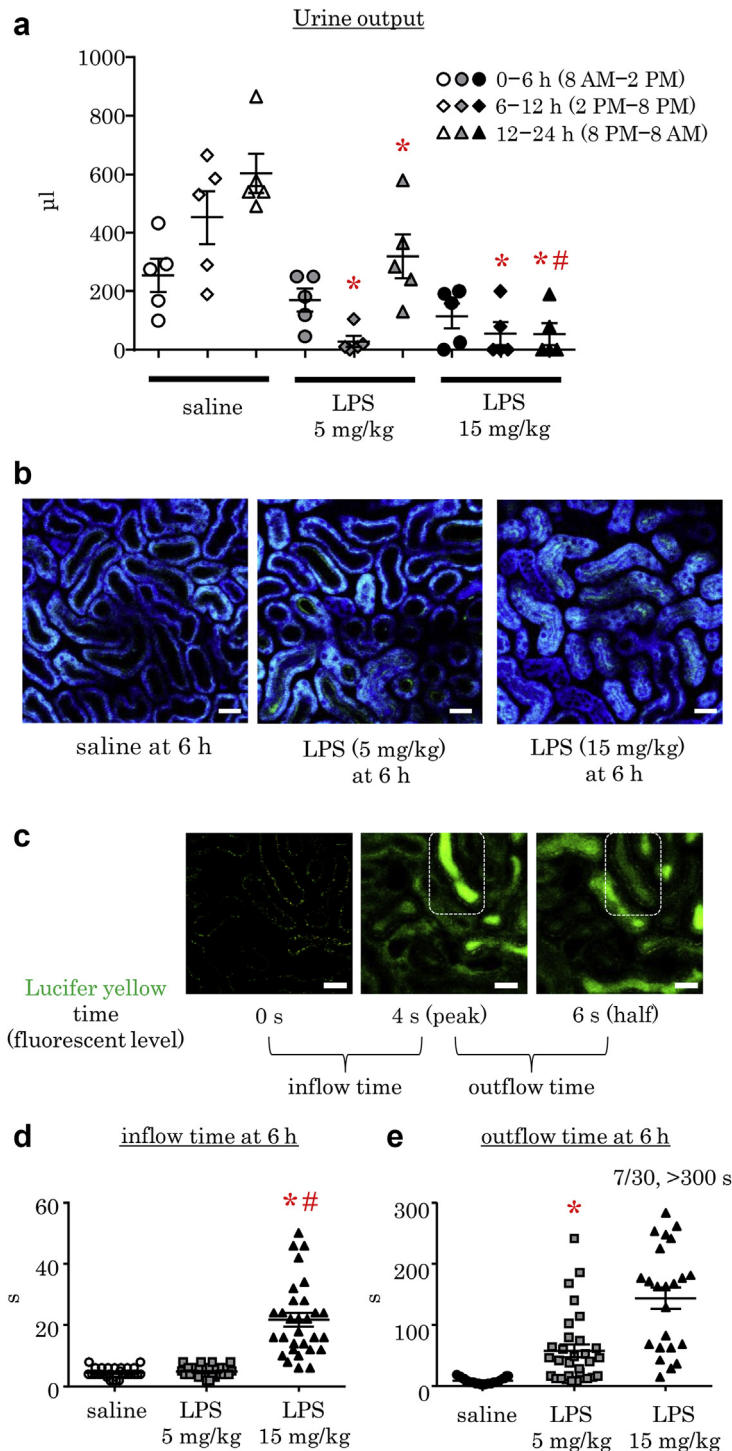 a
Urine output
1000
800
600
400
200
0
µl
0–6 h (8 AM–2 PM)
6–12 h (2 PM–8 PM)
12–24 h (8 PM–8 AM)
*
*
*
*#
saline
LPS
5 mg/kg
LPS
15 mg/kg
b
saline at 6 h
LPS (5 mg/kg)
at 6 h
LPS (15 mg/kg)
at 6 h
c
Lucifer yellow
time
(fluorescent level)
0 s
4 s (peak)
6 s (half)
inflow time
outflow time
d
inflow time at 6 h
60
40
20
0
s
*#
saline
LPS
5 mg/kg
LPS
15 mg/kg
e
outflow time at 6 h
7/30, >300 s
300
200
100
0
s
*
saline
LPS
5 mg/kg
LPS
15 mg/kg